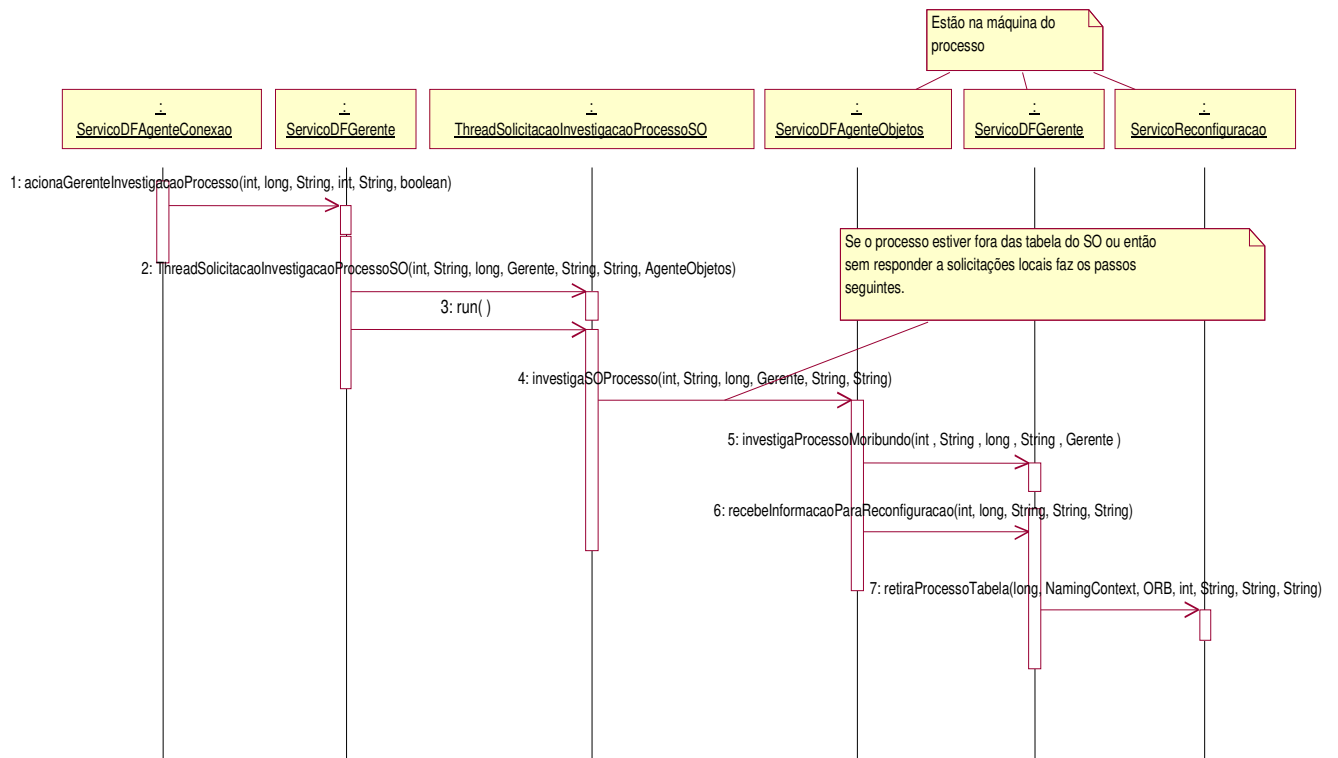 Estão na máquina do
processo
:
ServicoDFAgenteConexao
:
ServicoDFGerente
:
ThreadSolicitacaoInvestigacaoProcessoSO
:
ServicoDFAgenteObjetos
:
ServicoDFGerente
:
ServicoReconfiguracao
1: acionaGerenteInvestigacaoProcesso(int, long, String, int, String, boolean)
Se o processo estiver fora das tabela do SO ou então
sem responder a solicitações locais faz os passos
seguintes.
2: ThreadSolicitacaoInvestigacaoProcessoSO(int, String, long, Gerente, String, String, AgenteObjetos)
3: run( )
4: investigaSOProcesso(int, String, long, Gerente, String, String)
5: investigaProcessoMoribundo(int , String , long , String , Gerente )
6: recebeInformacaoParaReconfiguracao(int, long, String, String, String)
7: retiraProcessoTabela(long, NamingContext, ORB, int, String, String, String)